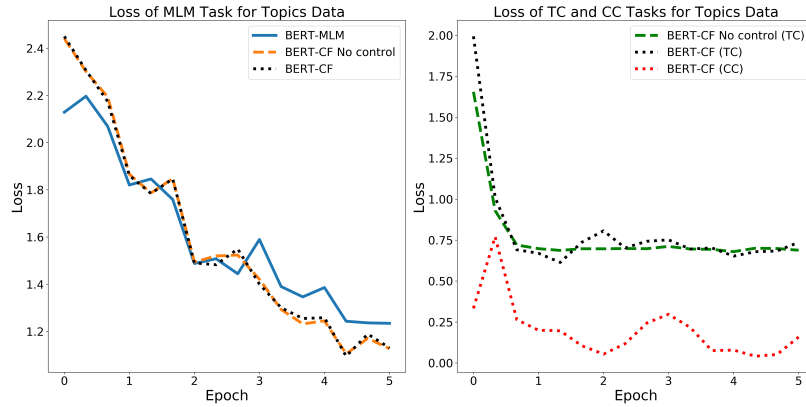 Loss of MLM Task for Topics Data
BERT-MLM
BERT-CF No control
BERT-CF
2.4
2.2
2.0
1.8
1.6
1.4
1.2
Loss
0 1 2 3 4 5
Epoch
Loss of TC and CC Tasks for Topics Data
BERT-CF No control (TC)
BERT-CF (TC)
BERT-CF (CC)
2.00
1.75
1.50
1.25
1.00
0.75
0.50
0.25
0.00
Loss
0 1 2 3 4 5
Epoch